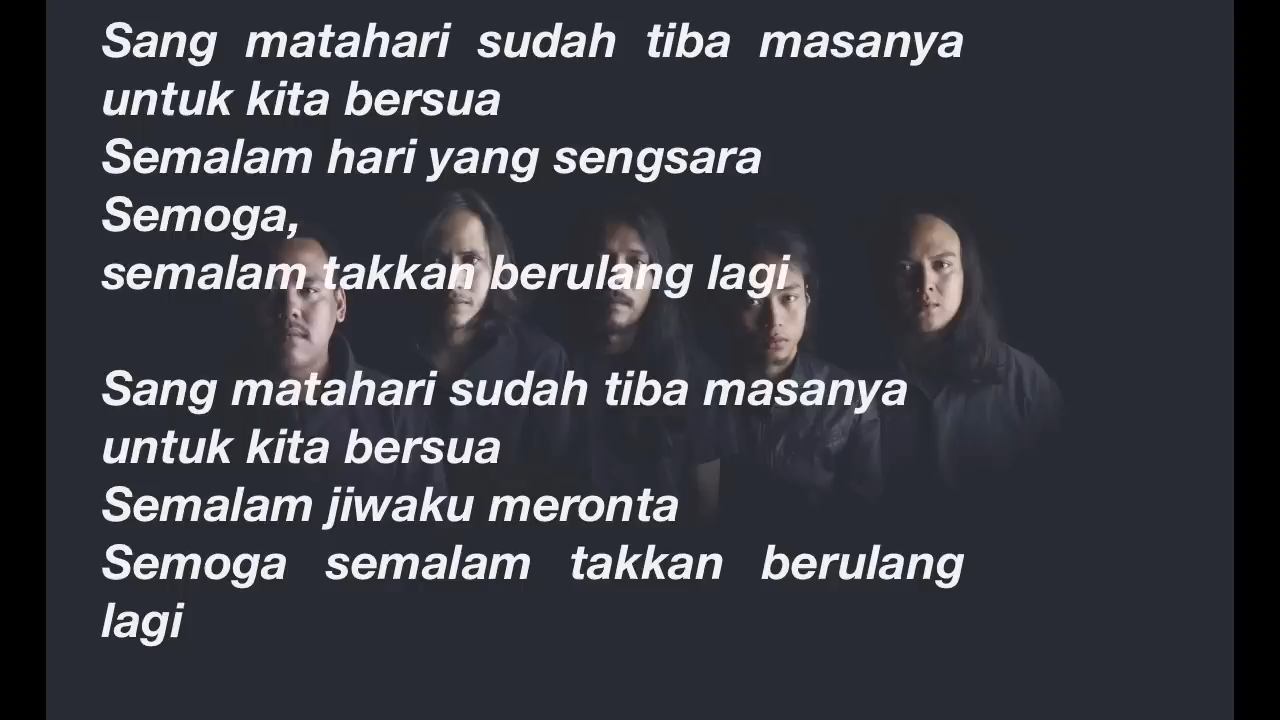 Sang matahari sudah tiba masanya
untuk kita bersua
Semalam hari yang sengsara
Semoga,
semalam takkan berulang lagi
Sang matahari sudah tiba masanya
untuk kita bersua
Semalam jiwaku meronta
Semoga semalam takkan berulang
lagi